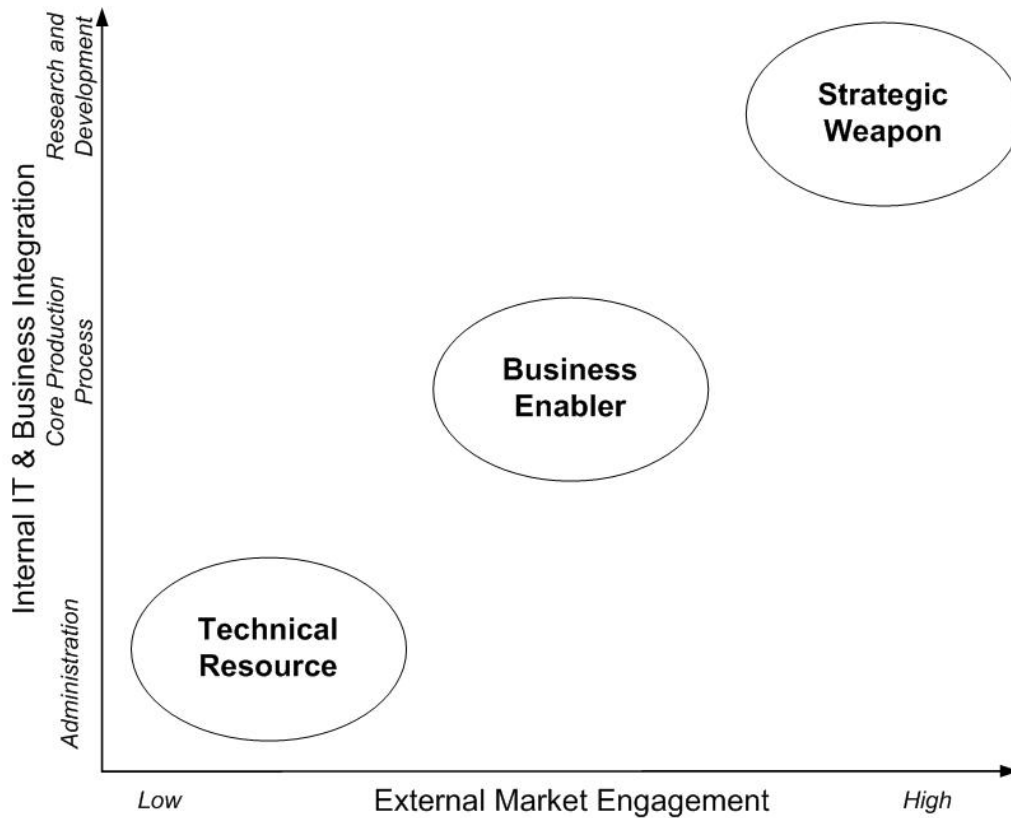 Research and
Development
Strategic
Weapon
Internal IT & Business Integration
Core Production
Process
Business
Enabler
Administration
Technical
Resource
Low
External Market Engagement
High